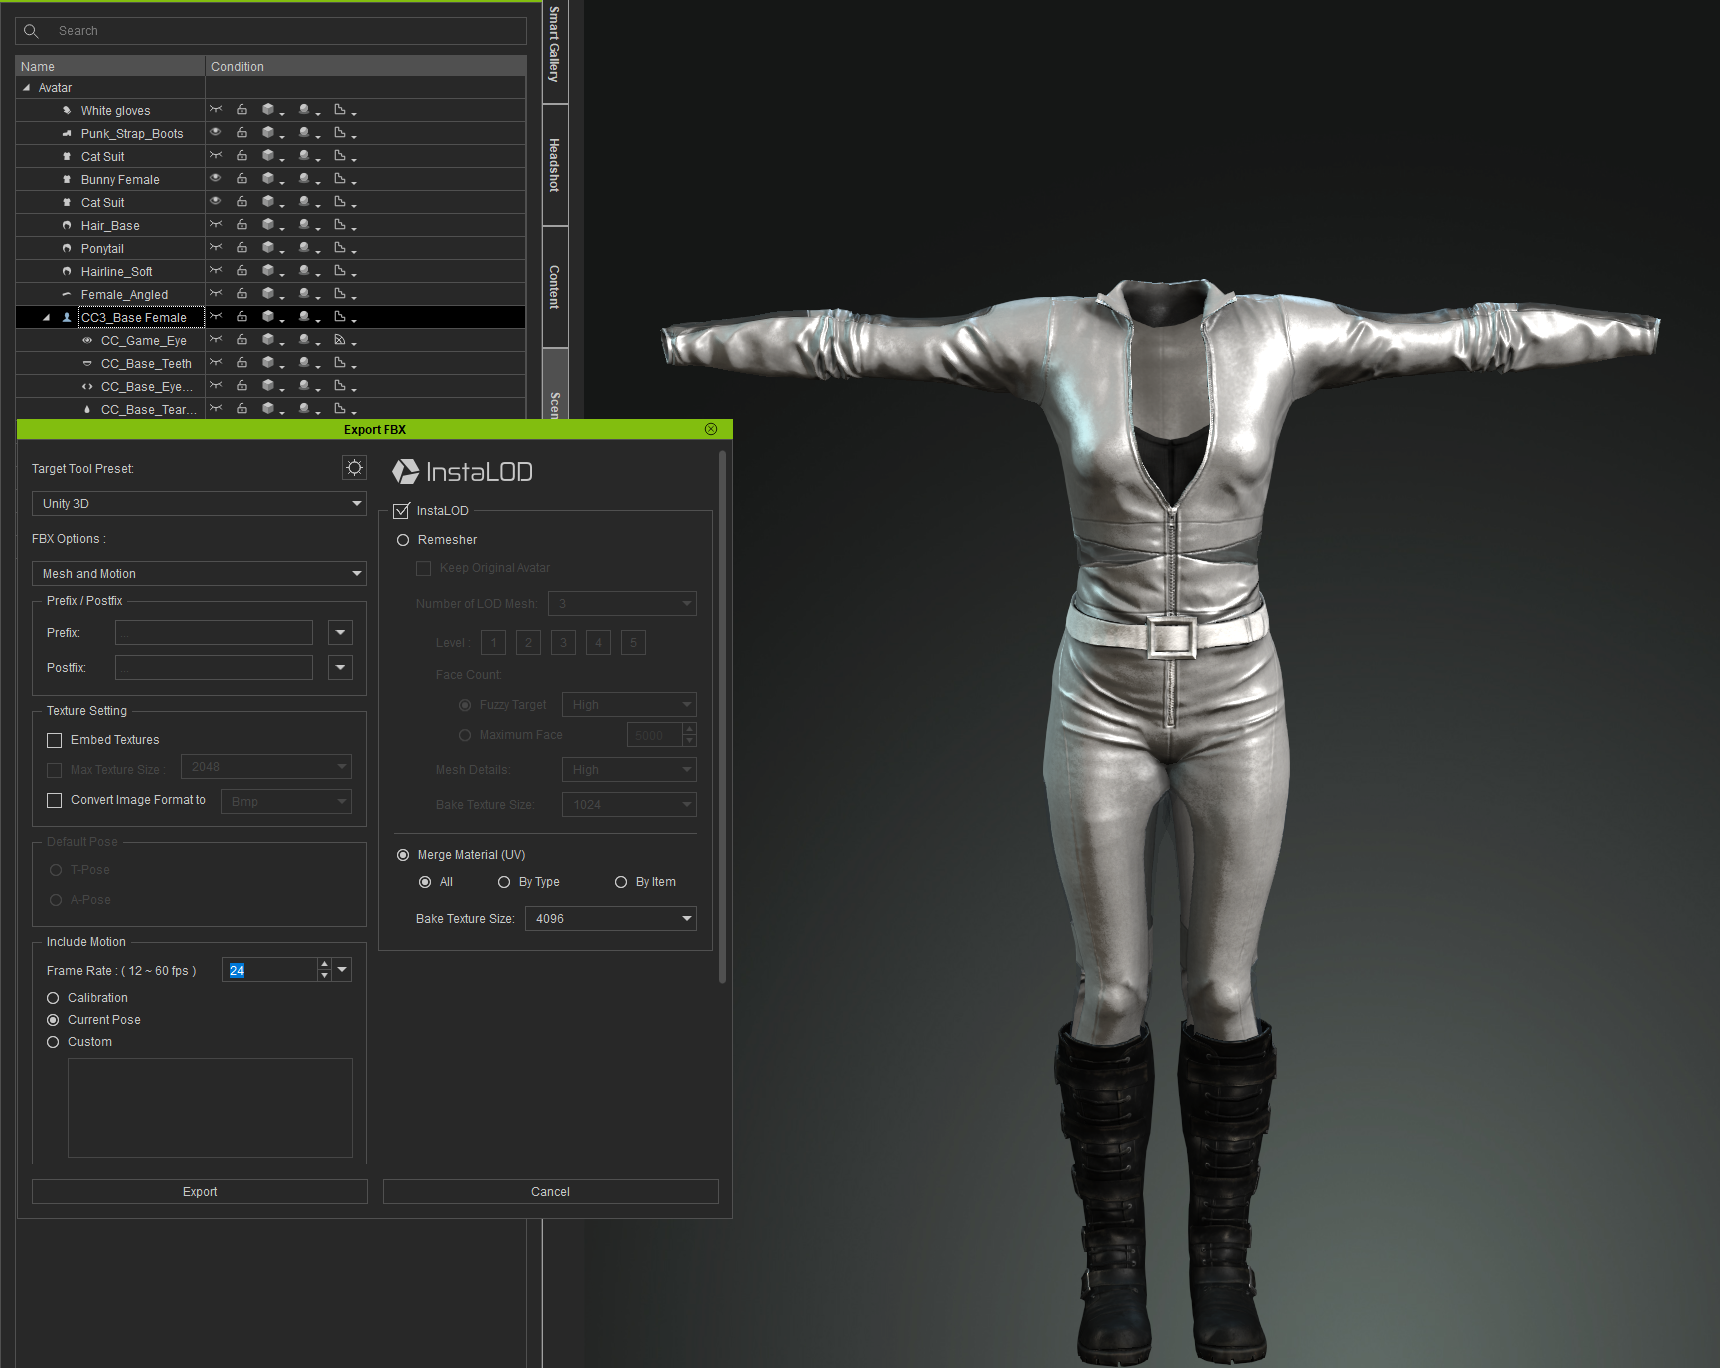 Search
Name Condition
Avatar
White gloves
Punk_Strap_Boots
Cat Suit
Bunny Female
Cat Suit
Hair_Base
Ponytail
Hairline_Soft
Female_Angled
CC3_Base Female
CC_Game_Eye
CC_Base_Teeth
CC_Base_Eye...
CC_Base_Tear...
Smart Gallery
Headshot
Content
Scen
Export FBX
Target Tool Preset:
Unity 3D
FBX Options :
Mesh and Motion
Prefix / Postfix
Prefix: ...
Postfix: ...
Texture Setting
Embed Textures
Max Texture Size : 2048
Convert Image Format to Bmp
Default Pose
T-Pose
A-Pose
Include Motion
Frame Rate : ( 12 ~ 60 fps ) 24
Calibration
Current Pose
Custom
InstaLOD
InstaLOD
Remesher
Keep Original Avatar
Number of LOD Mesh: 3
Level : 1 2 3 4 5
Face Count:
Fuzzy Target High
Maximum Face 5000
Mesh Details: High
Bake Texture Size: 1024
Merge Material (UV)
All By Type By Item
Bake Texture Size: 4096
Export Cancel